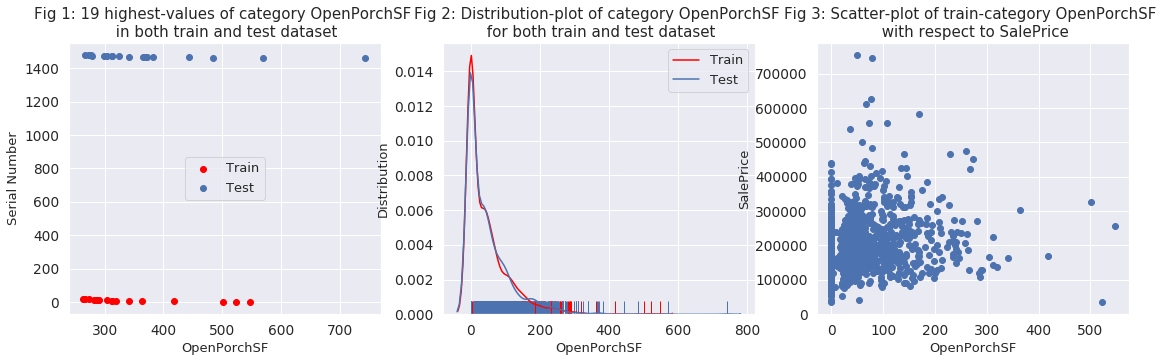 Fig 1: 19 highest-values of category OpenPorchSF
in both train and test dataset
1400
1200
1000
800
600
400
200
0
Serial Number
Train
Test
300
400
500
600
700
OpenPorchSF
Fig 2: Distribution-plot of category OpenPorchSF
for both train and test dataset
0.014
0.012
0.010
0.008
0.006
0.004
0.002
0.000
Distribution
Train
Test
0
200
400
600
800
OpenPorchSF
Fig 3: Scatter-plot of train-category OpenPorchSF
with respect to SalePrice
700000
600000
500000
400000
300000
200000
100000
0
SalePrice
0
100
200
300
400
500
OpenPorchSF